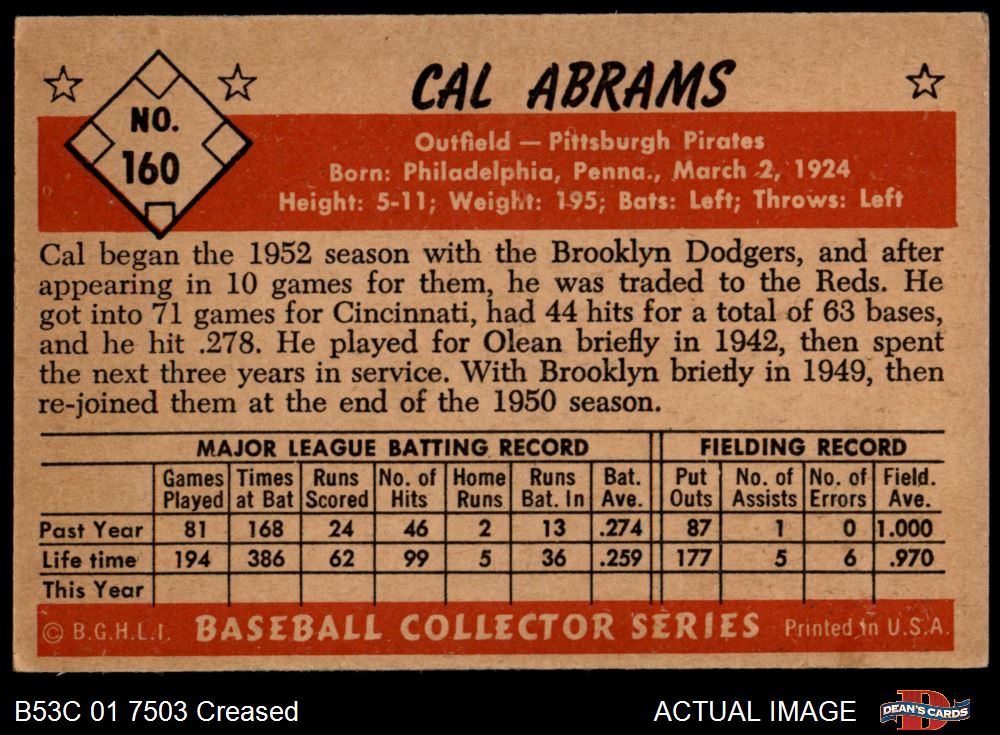 CAL ABRAMS
NO.
160
Outfield — Pittsburgh Pirates
Born: Philadelphia, Penna., March 2, 1924
Height: 5-11; Weight: 195; Bats: Left; Throws: Left
Cal began the 1952 season with the Brooklyn Dodgers, and after
appearing in 10 games for them, he was traded to the Reds. He
got into 71 games for Cincinnati, had 44 hits for a total of 63 bases,
and he hit .278. He played for Olean briefly in 1942, then spent
the next three years in service. With Brooklyn briefly in 1949, then
re-joined them at the end of the 1950 season.
MAJOR LEAGUE BATTING RECORD FIELDING RECORD
Games Times Runs No. of Home Runs Bat. Put No. of No. of Field.
Played at Bat Scored Hits Runs Bat. In Ave. Outs Assists Errors Ave.
Past Year 81 168 24 46 2 13 .274 87 1 0 1.000
Life time 194 386 62 99 5 36 .259 177 5 6 .970
This Year
© B.G.H.L.I. BASEBALL COLLECTOR SERIES Printed in U.S.A.
B53C 01 7503 Creased ACTUAL IMAGE DEAN'S CARDS